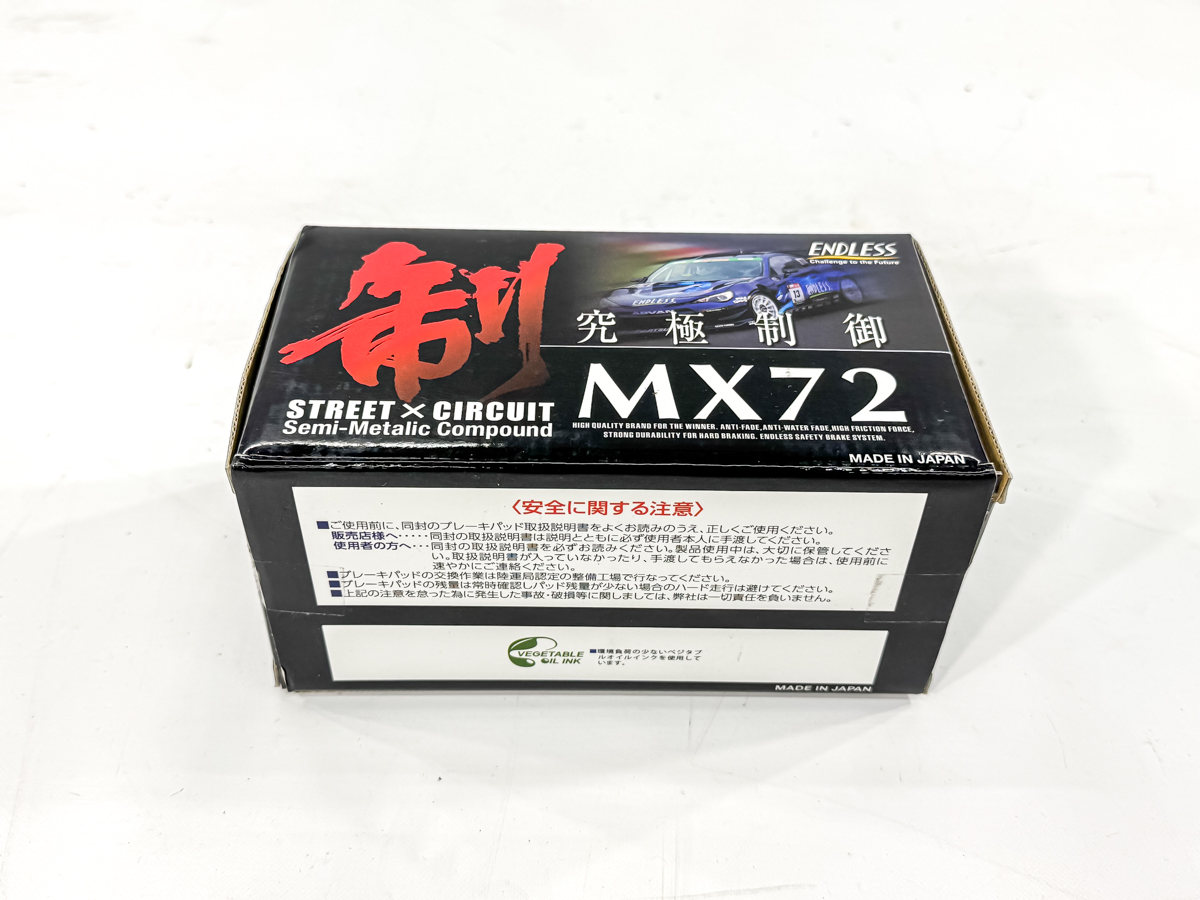 制
ENDLESS
Challenge to the Future
ENDLESS
ENDLESS
13
究極制御
MX72
STREET × CIRCUIT
Semi-Metalic Compound
HIGH QUALITY BRAND FOR THE WINNER. ANTI-FADE,ANTI-WATER FADE,HIGH FRICTION FORCE,
STRONG DURABILITY FOR HARD BRAKING. ENDLESS SAFETY BRAKE SYSTEM.
MADE IN JAPAN
〈安全に関する注意〉
■ご使用前に、同封のブレーキパッド取扱説明書をよくお読みのうえ、正しくご使用ください。
販売店様へ‥‥‥同封の取扱説明書は説明とともに必ず使用者本人に手渡してください。
使用者の方へ‥‥同封の取扱説明書を必ずお読みください。製品使用中は、大切に保管してくださ
い。取扱説明書が入っていなかったり、手渡してもらえなかった場合は、使用前に
速やかにご連絡ください。
■ブレーキパッドの交換作業は陸運局認定の整備工場で行なってください。
■ブレーキパッドの残量は常時確認しパッド残量が少ない場合のハード走行は避けてください。
■上記の注意を怠った為に発生した事故・破損等に関しましては、弊社は一切責任を負いません。
VEGETABLE
OIL INK
■環境負荷の少ないベジタブ
ルオイルインクを使用して
います。
MADE IN JAPAN